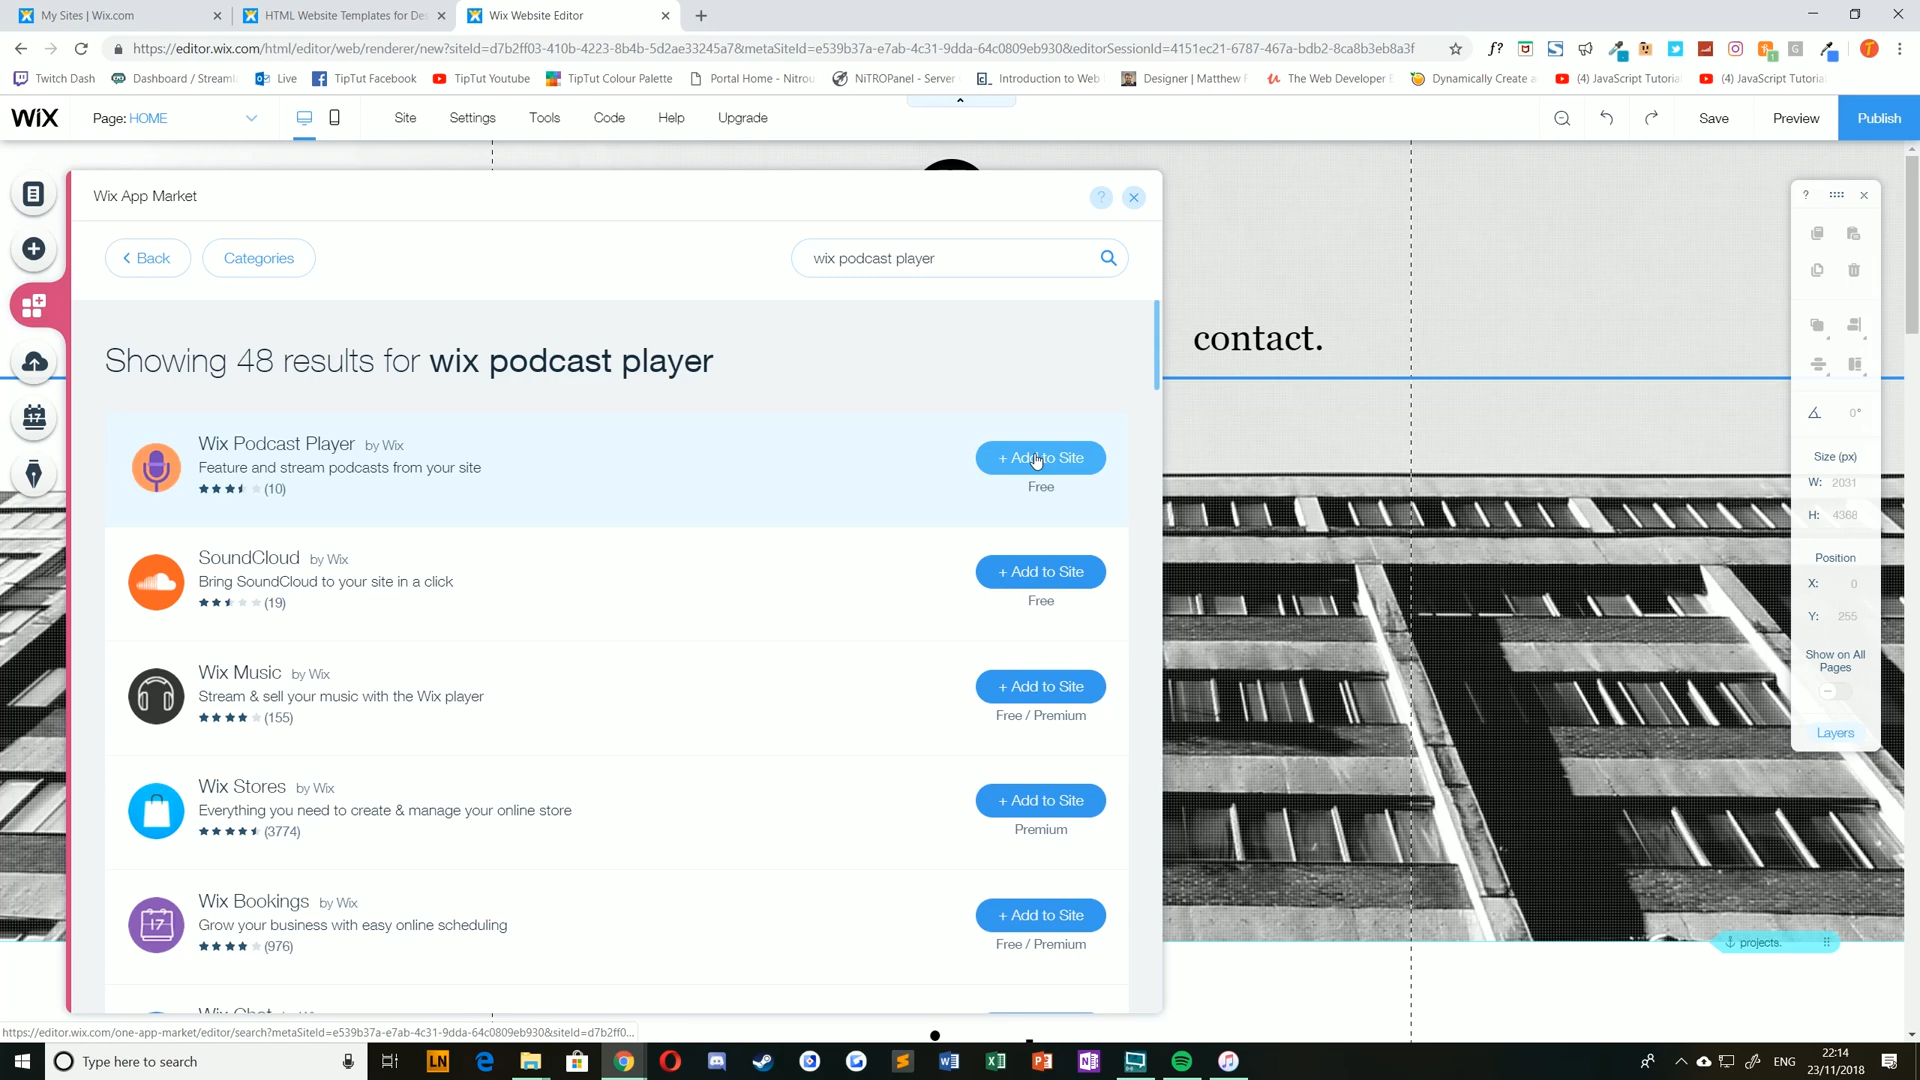 My Sites | Wix.com
HTML Website Templates for Des
Wix Website Editor
https://editor.wix.com/html/editor/web/renderer/new?siteId=d7b2ff03-410b-4223-8b4b-5d2ae33245a7&metaSiteId=e539b37a-e7ab-4c31-9dda-64c0809eb930&editorSessionId=4151ec21-6787-467a-bdb2-8ca8b3eb8a3f
Twitch Dash
Dashboard / Streaml
Live
TipTut Facebook
TipTut Youtube
TipTut Colour Palette
Portal Home - Nitrou
NiTROPanel - Server
Introduction to Web
Designer | Matthew
The Web Developer B
Dynamically Create a
(4) JavaScript Tutoria
(4) JavaScript Tutoria
WiX
Page: HOME
Site
Settings
Tools
Code
Help
Upgrade
Save
Preview
Publish
Wix App Market
?
Back
Categories
wix podcast player
Showing 48 results for wix podcast player
Wix Podcast Player by Wix
Feature and stream podcasts from your site
(10)
+ Add to Site
Free
SoundCloud by Wix
Bring SoundCloud to your site in a click
(19)
+ Add to Site
Free
Wix Music by Wix
Stream & sell your music with the Wix player
(155)
+ Add to Site
Free / Premium
Wix Stores by Wix
Everything you need to create & manage your online store
(3774)
+ Add to Site
Premium
Wix Bookings by Wix
Grow your business with easy online scheduling
(976)
+ Add to Site
Free / Premium
contact.
?
0°
Size (px)
W: 2031
H: 4368
Position
X: 0
Y: 255
Show on All
Pages
Layers
projects.
https://editor.wix.com/one-app-market/editor/search?metaSiteId=e539b37a-e7ab-4c31-9dda-64c0809eb930&siteId=d7b2ff0...
Type here to search
LN
ENG
22:14
23/11/2018